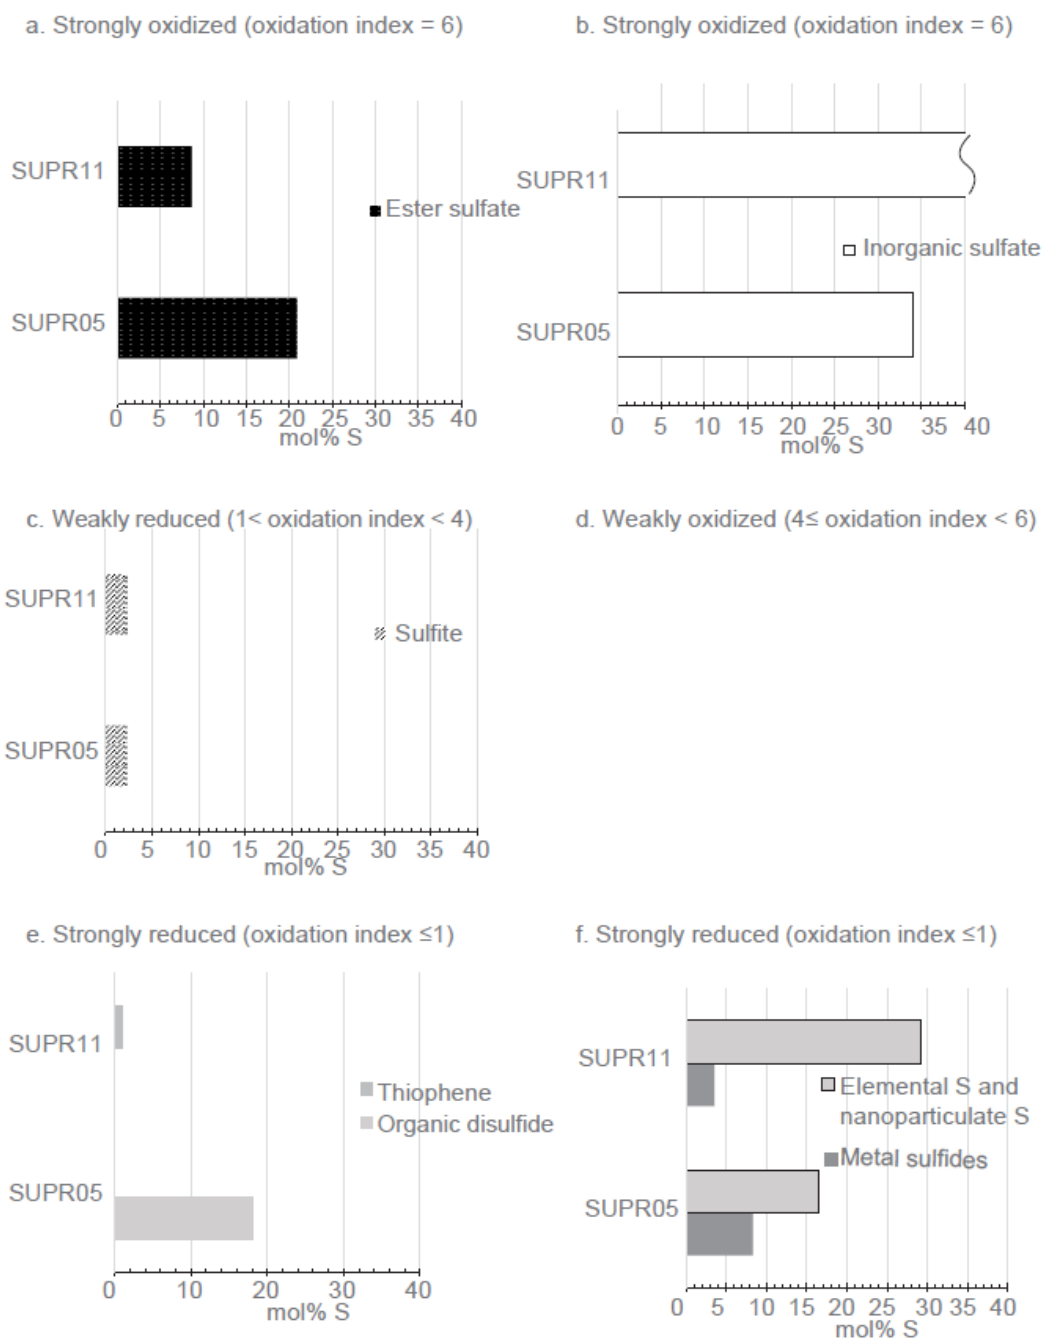 a. Strongly oxidized (oxidation index = 6)
SUPR11
Ester sulfate
SUPR05
0 5 10 15 20 25 30 35 40
mol% S
b. Strongly oxidized (oxidation index = 6)
SUPR11
Inorganic sulfate
SUPR05
0 5 10 15 20 25 30 35 40
mol% S
c. Weakly reduced (1< oxidation index < 4)
SUPR11
Sulfite
SUPR05
0 5 10 15 20 25 30 35 40
mol% S
d. Weakly oxidized (4≤ oxidation index < 6)
e. Strongly reduced (oxidation index ≤1)
SUPR11
Thiophene
Organic disulfide
SUPR05
0 10 20 30 40
mol% S
f. Strongly reduced (oxidation index ≤1)
SUPR11
Elemental S and
nanoparticulate S
Metal sulfides
SUPR05
0 5 10 15 20 30 35 40
mol% S